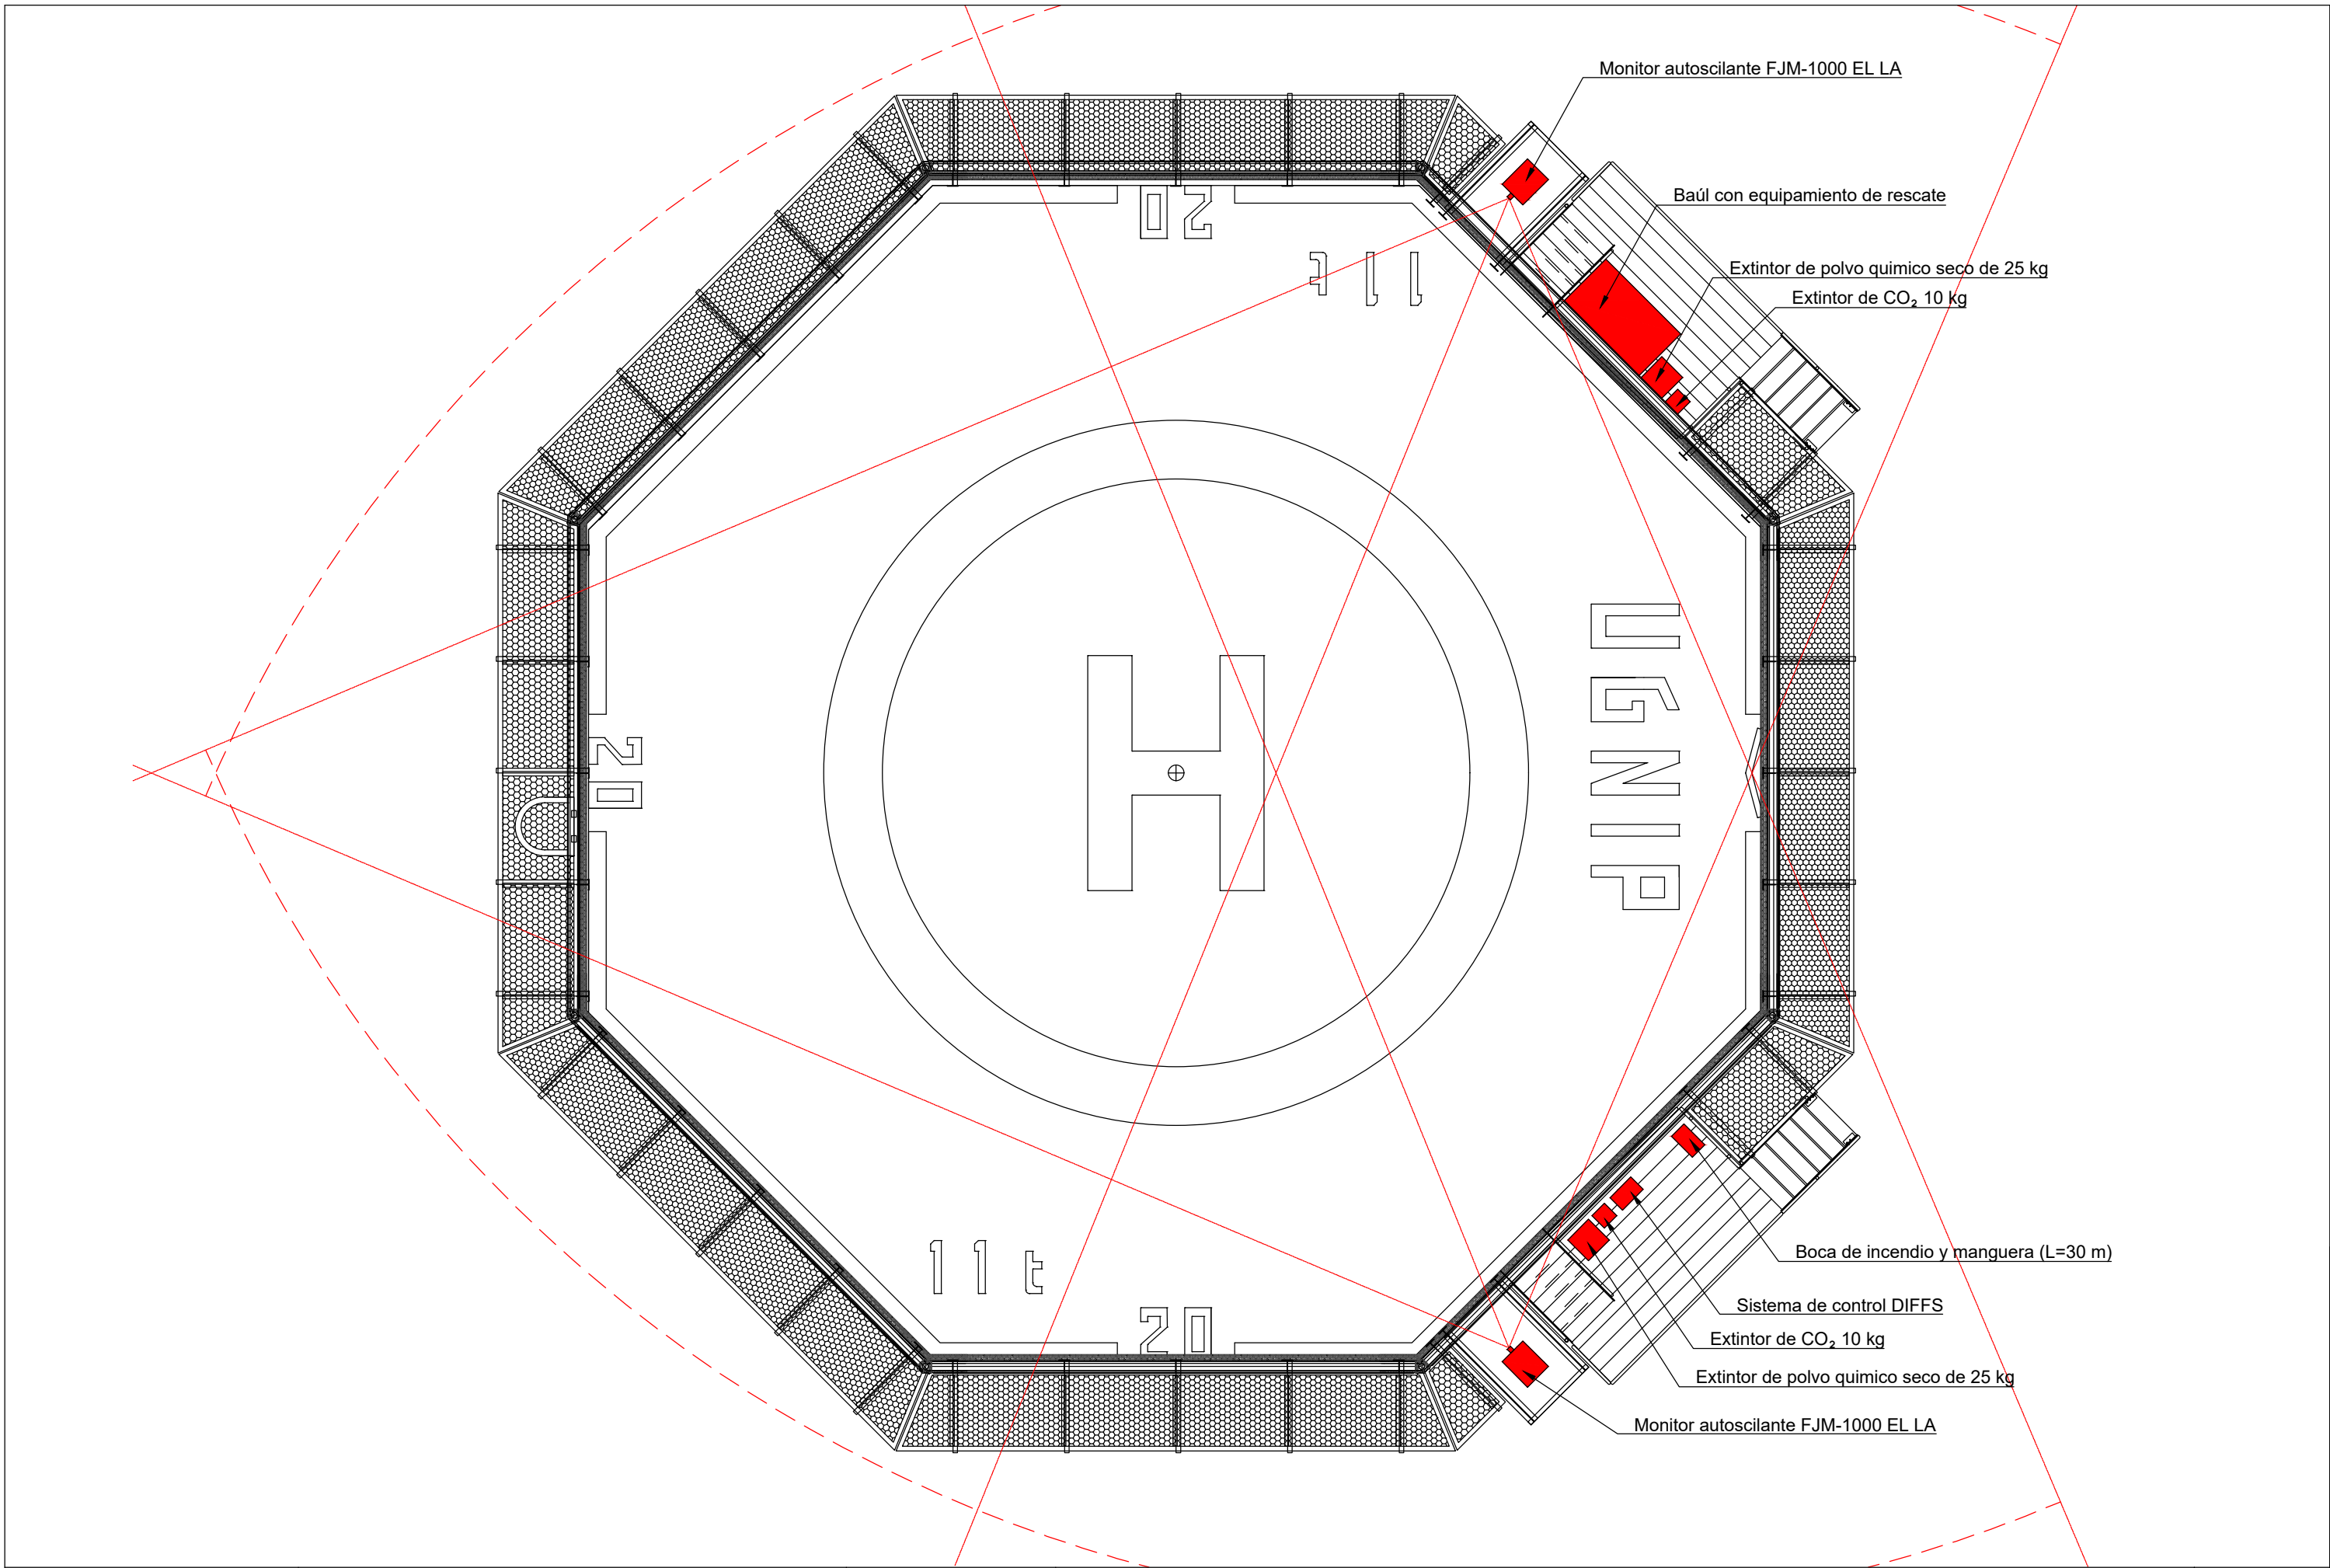 Monitor autoscilante FJM-1000 EL LA
Baúl con equipamiento de rescate
Extintor de polvo quimico seco de 25 kg
Extintor de CO₂ 10 kg
20
11 t
UGNIP
20
11 t
20
Boca de incendio y manguera (L=30 m)
Sistema de control DIFFS
Extintor de CO₂ 10 kg
Extintor de polvo quimico seco de 25 kg
Monitor autoscilante FJM-1000 EL LA
H